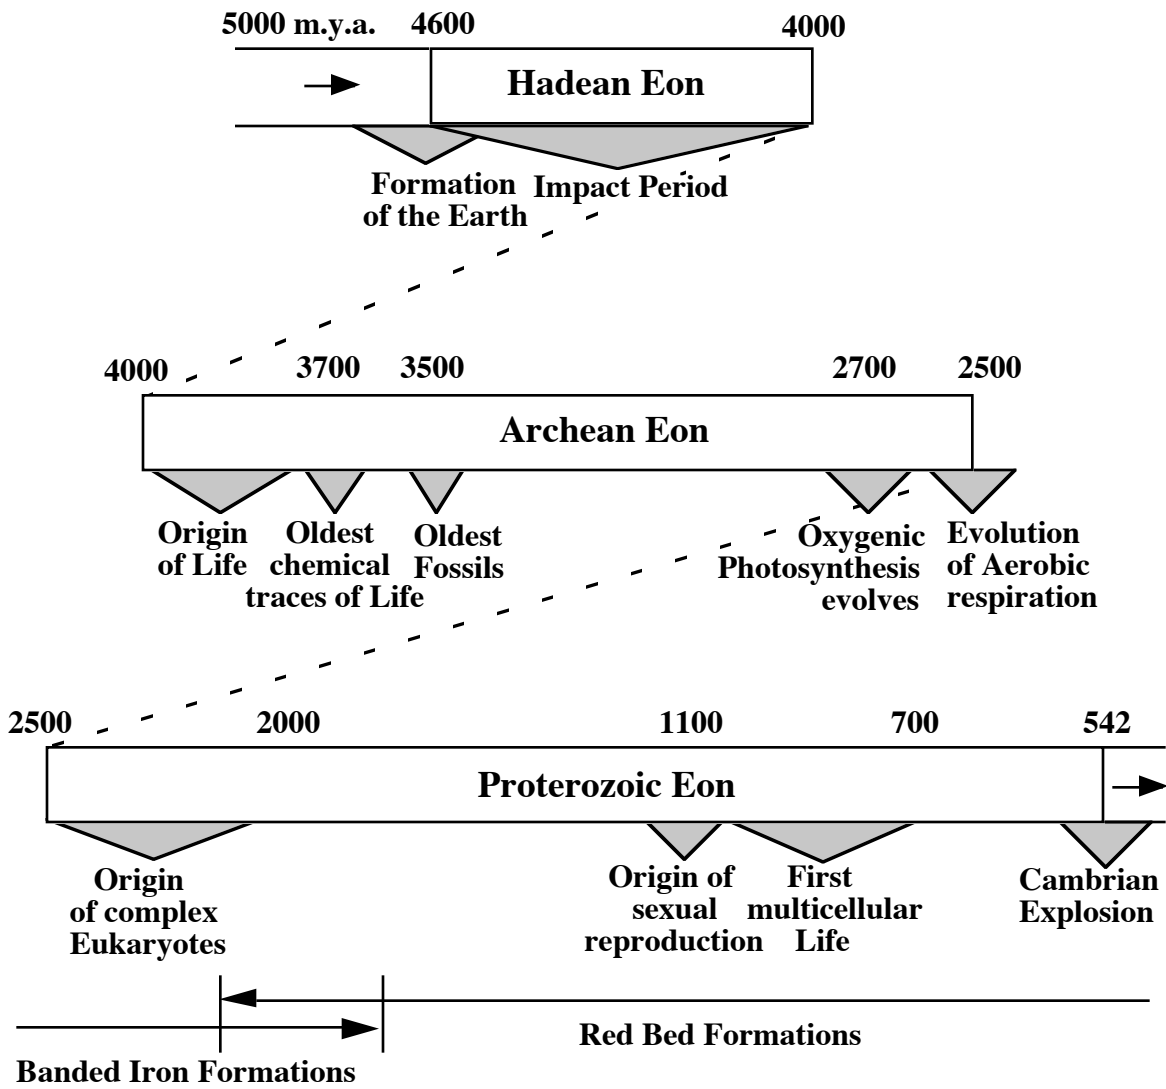 5000 m.y.a. 4600 4000
Hadean Eon
Formation
of the Earth
Impact Period
4000 3700 3500 2700 2500
Archean Eon
Origin
of Life
Oldest
chemical
traces of Life
Oldest
Fossils
Oxygenic
Photosynthesis
evolves
Evolution
of Aerobic
respiration
2500 2000 1100 700 542
Proterozoic Eon
Origin
of complex
Eukaryotes
Origin of
sexual
reproduction
First
multicellular
Life
Cambrian
Explosion
Red Bed Formations
Banded Iron Formations